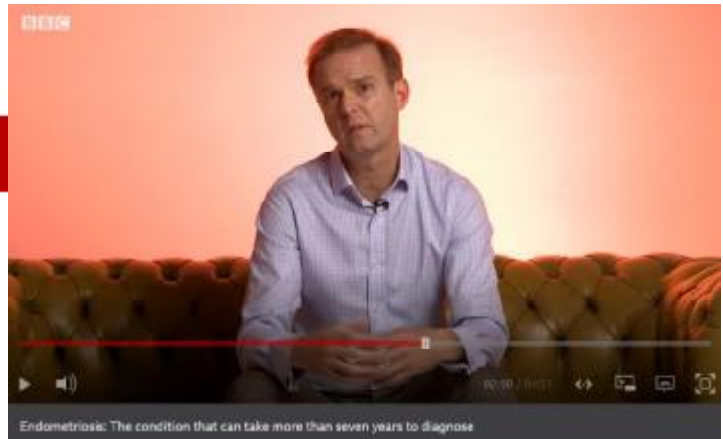 BBC
Endometriosis: The condition that can take more than seven years to diagnose